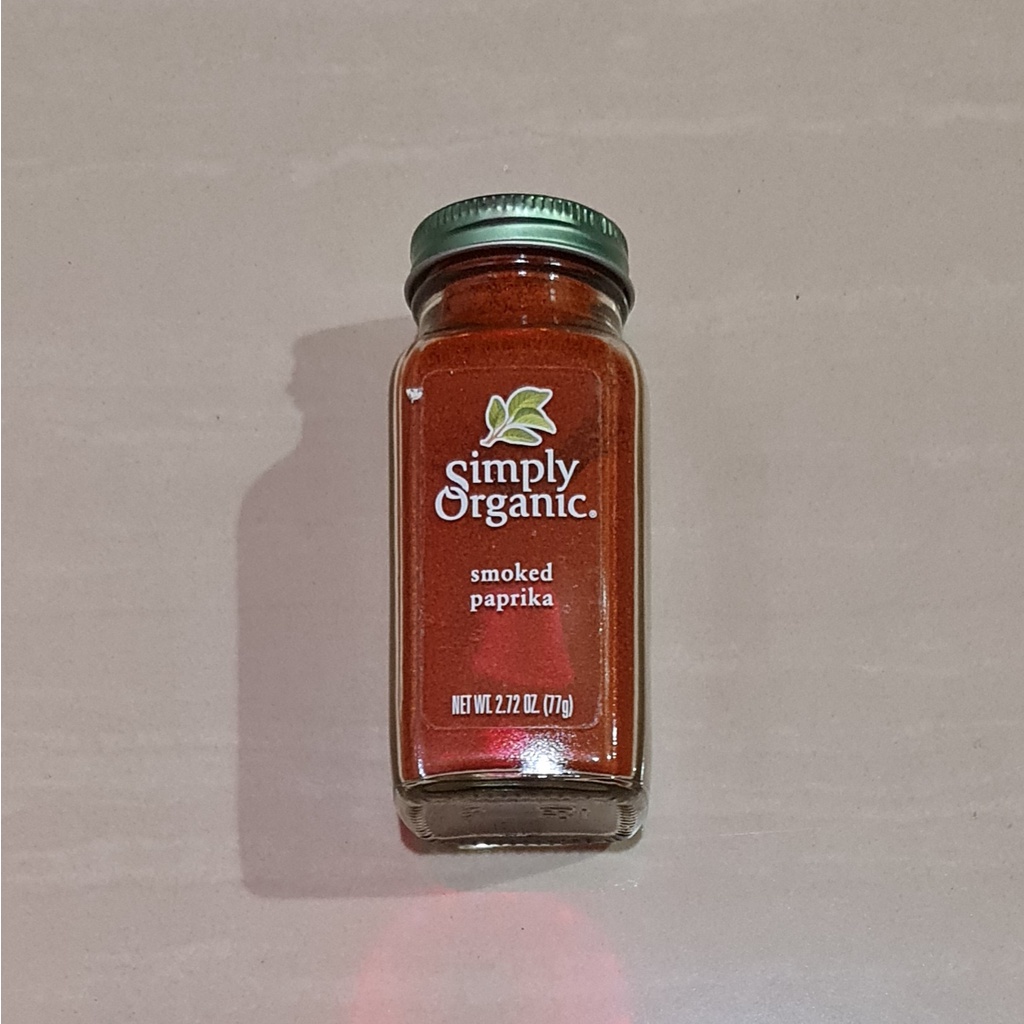 Simply
Organic®
smoked
paprika
NET WT. 2.72 OZ. (77g)